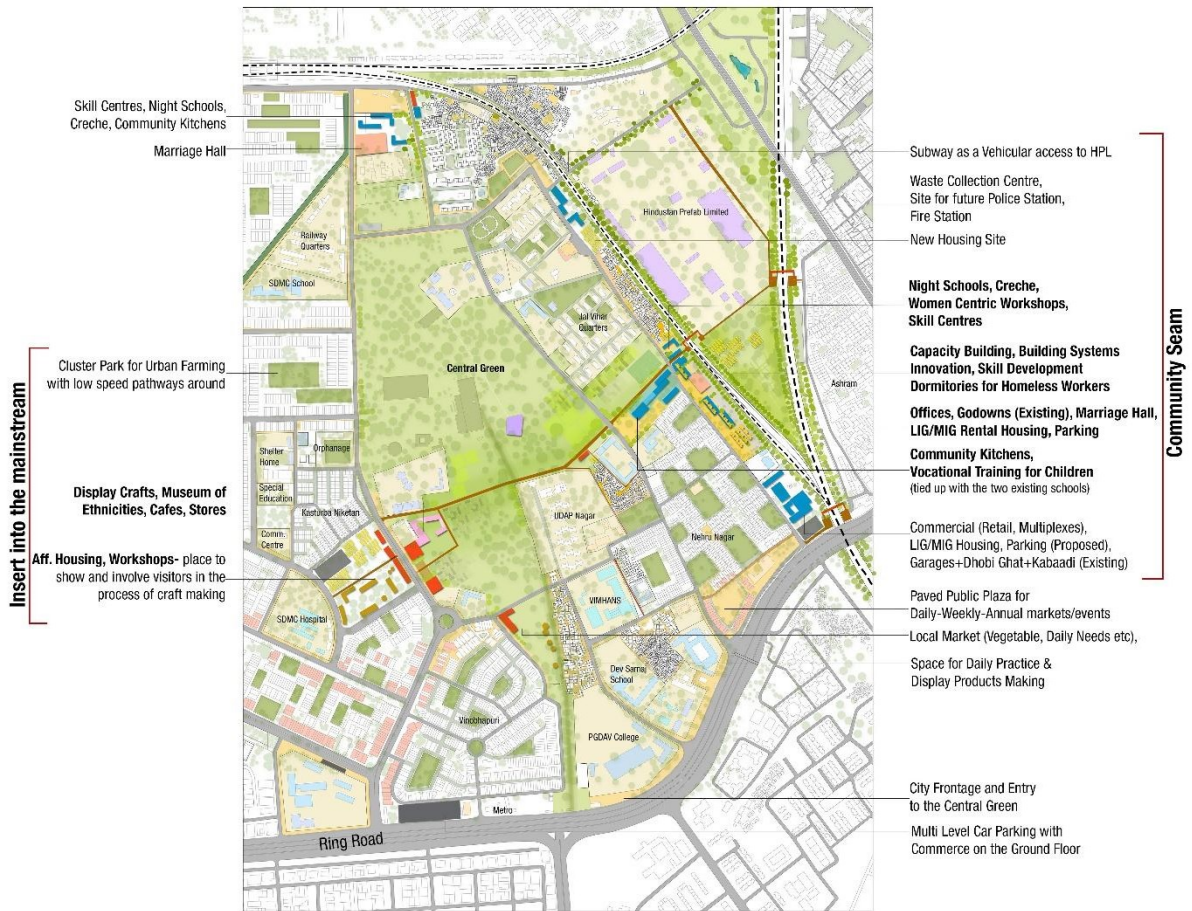 Skill Centres, Night Schools,
Creche, Community Kitchens
Marriage Hall
Insert into the mainstream
Cluster Park for Urban Farming
with low speed pathways around
Display Crafts, Museum of
Ethnicities, Cafes, Stores
Aff. Housing, Workshops- place to
show and involve visitors in the
process of craft making
Railway
Quarters
SDMC School
Hindustan Prefab Limited
Jal Vihar
Quarters
Central Green
Ashram
Shelter
Home
Orphanage
Special
Education
Kasturba Niketan
Comm.
Centre
UDAP Nagar
Nehru Nagar
SDMC Hospital
VIMHANS
Dev Samaj
School
Vinobhapuri
PGDAV College
Metro
Ring Road
Subway as a Vehicular access to HPL
Waste Collection Centre,
Site for future Police Station,
Fire Station
New Housing Site
Night Schools, Creche,
Women Centric Workshops,
Skill Centres
Capacity Building, Building Systems
Innovation, Skill Development
Dormitories for Homeless Workers
Offices, Godowns (Existing), Marriage Hall,
LIG/MIG Rental Housing, Parking
Community Kitchens,
Vocational Training for Children
(tied up with the two existing schools)
Commercial (Retail, Multiplexes),
LIG/MIG Housing, Parking (Proposed),
Garages+Dhobi Ghat+Kabaadi (Existing)
Community Seam
Paved Public Plaza for
Daily-Weekly-Annual markets/events
Local Market (Vegetable, Daily Needs etc),
Space for Daily Practice &
Display Products Making
City Frontage and Entry
to the Central Green
Multi Level Car Parking with
Commerce on the Ground Floor